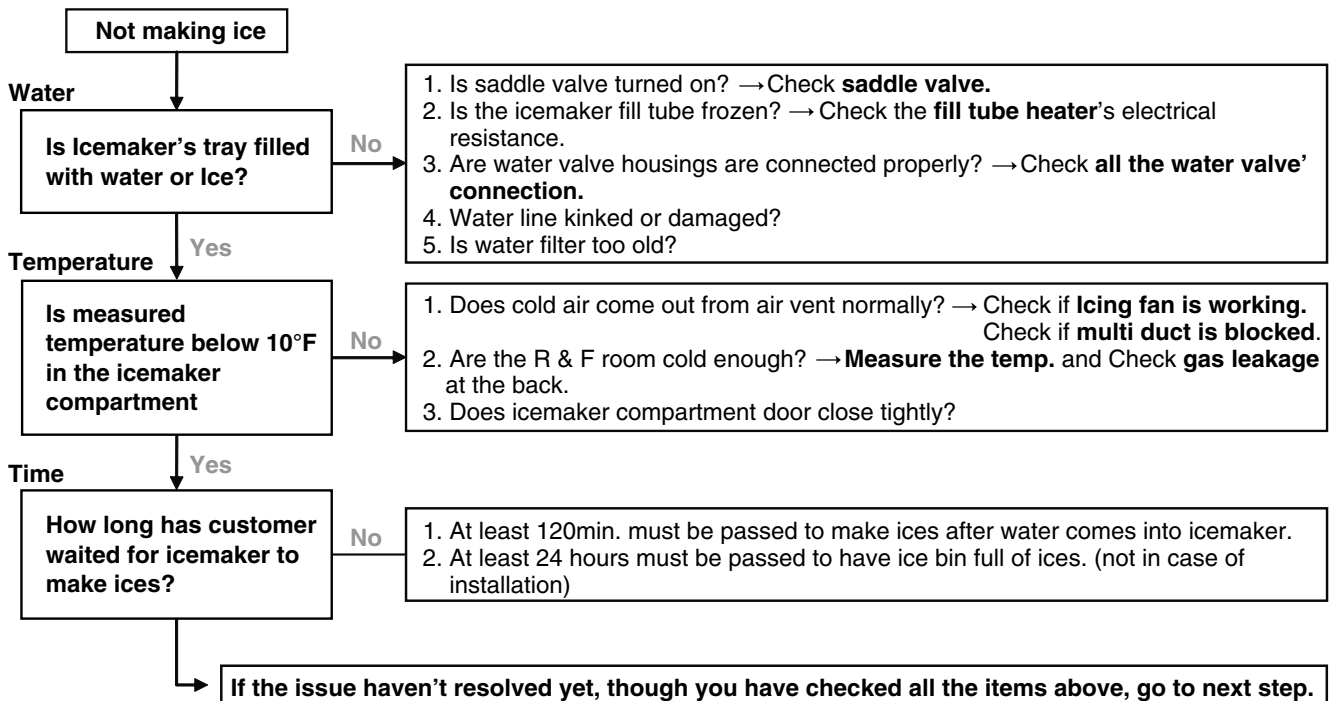 Not making ice
Water
Is Icemaker's tray filled
with water or Ice?
No
1. Is saddle valve turned on? → Check saddle valve.
2. Is the icemaker fill tube frozen? → Check the fill tube heater's electrical
resistance.
3. Are water valve housings are connected properly? → Check all the water valve'
connection.
4. Water line kinked or damaged?
5. Is water filter too old?
Yes
Temperature
Is measured
temperature below 10°F
in the icemaker
compartment
No
1. Does cold air come out from air vent normally? → Check if Icing fan is working.
Check if multi duct is blocked.
2. Are the R & F room cold enough? → Measure the temp. and Check gas leakage
at the back.
3. Does icemaker compartment door close tightly?
Yes
Time
How long has customer
waited for icemaker to
make ices?
No
1. At least 120min. must be passed to make ices after water comes into icemaker.
2. At least 24 hours must be passed to have ice bin full of ices. (not in case of
installation)
If the issue haven't resolved yet, though you have checked all the items above, go to next step.